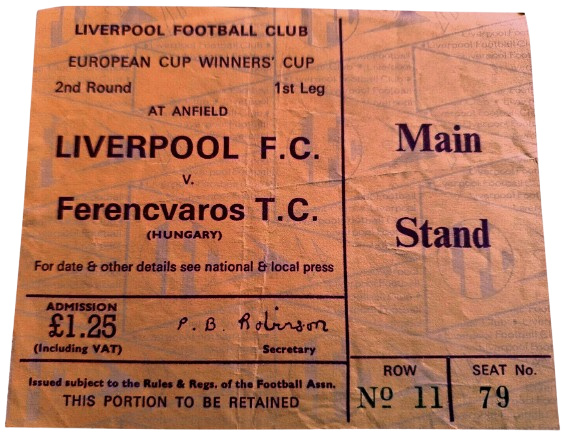 LIVERPOOL FOOTBALL CLUB
EUROPEAN CUP WINNERS' CUP
2nd Round 1st Leg
AT ANFIELD
LIVERPOOL F.C.
v.
Ferencvaros T.C.
(HUNGARY)
For date & other details see national & local press
ADMISSION
£1.25
(Including VAT)
P. B. Robinson
Secretary
Issued subject to the Rules & Regs. of the Football Assn.
THIS PORTION TO BE RETAINED
Main
Stand
ROW
No 11
SEAT No.
79